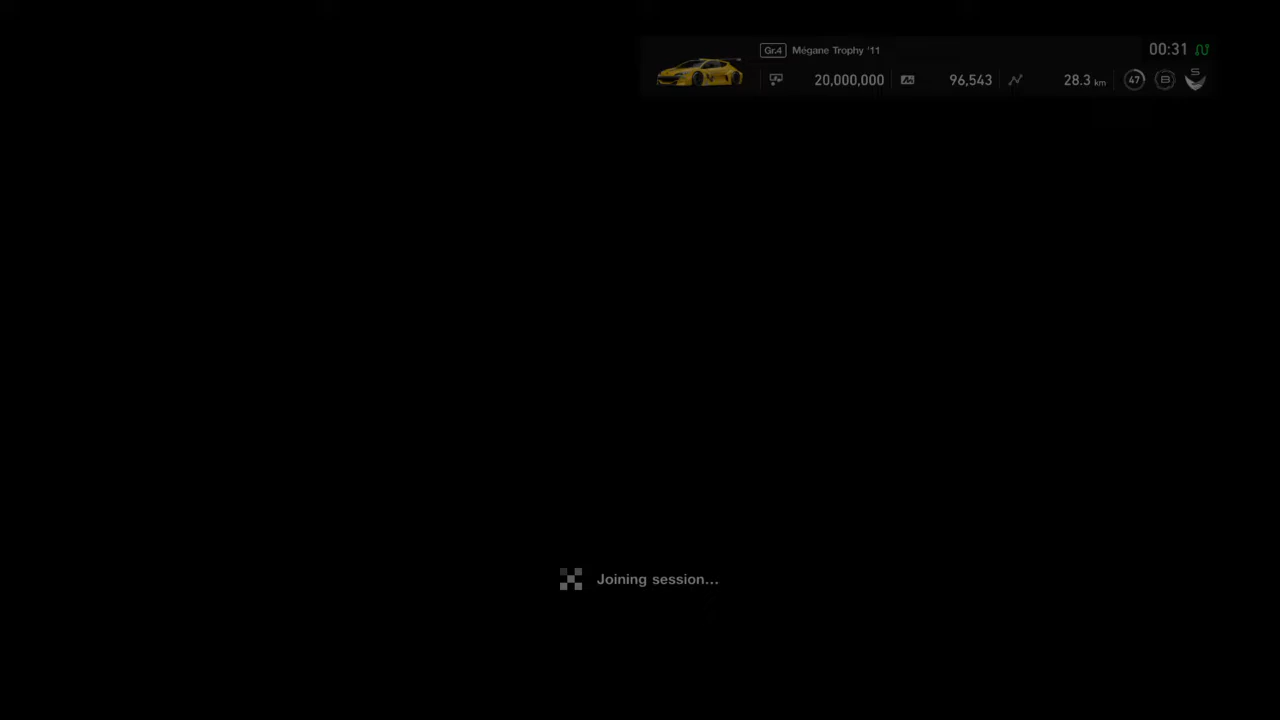 Gr.4 Mégane Trophy '11 00:31
20,000,000 96,543 28.3 km 47 B S
Joining session...